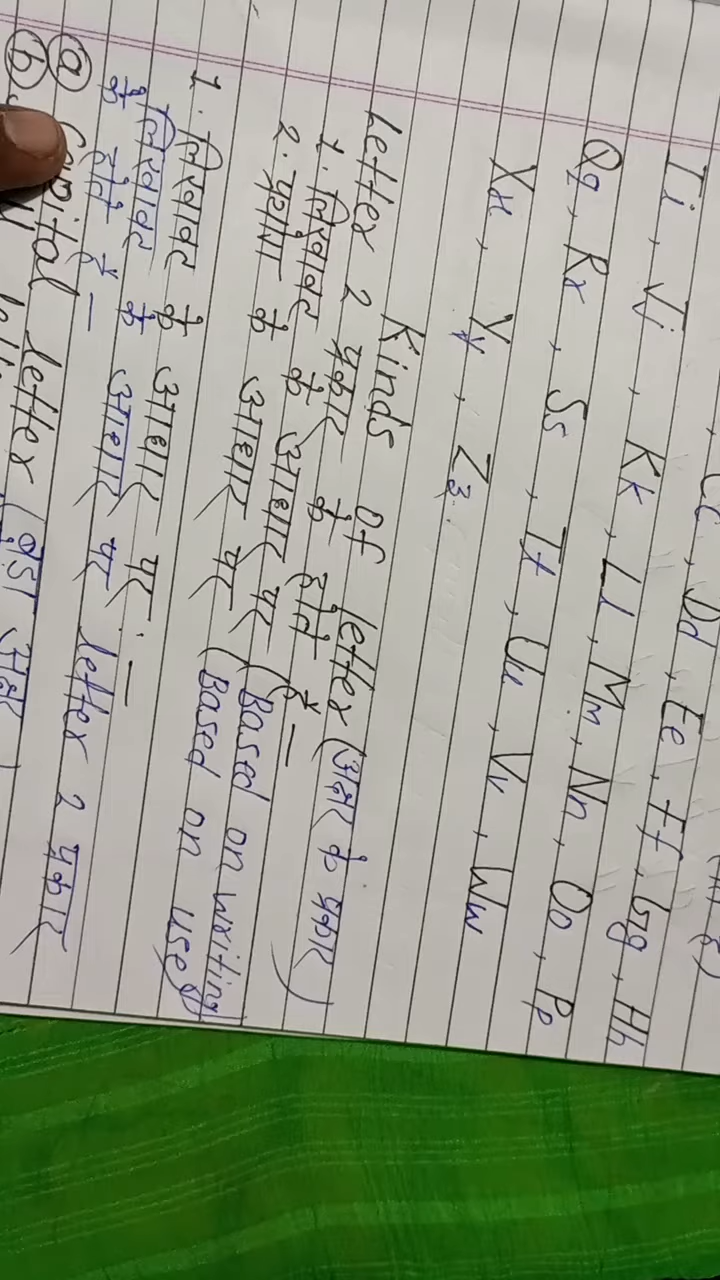 Cc, Dd, Ee, Ff, Gg, Hh
Ii, Jj, Kk, Ll, Mm, Nn, Oo, Pp
Qq, Rr, Ss, Tt, Uu, Vv, Ww
Xx, Yy, Zz.
Kinds of letter (अक्षर के प्रकार)
Letter 2 प्रकार के होते हैं —
1. लिखावट के आधार पर (Based on writing)
2. प्रयोग के आधार पर (Based on uses)
1. लिखावट के आधार पर :—
लिखावट के आधार पर letter 2 प्रकार
के होते हैं —
(a) Capital letter (बड़ा अक्षर)
(b)